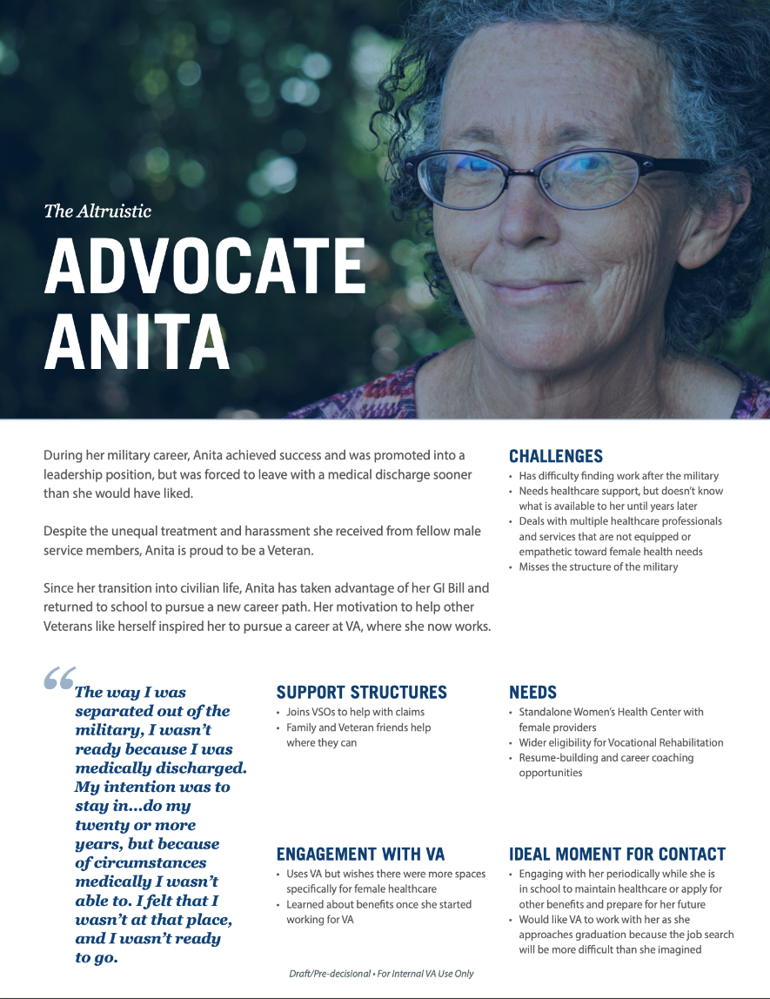 The Altruistic
ADVOCATE
ANITA
During her military career, Anita achieved success and was promoted into a
leadership position, but was forced to leave with a medical discharge sooner
than she would have liked.
Despite the unequal treatment and harassment she received from fellow male
service members, Anita is proud to be a Veteran.
Since her transition into civilian life, Anita has taken advantage of her GI Bill and
returned to school to pursue a new career path. Her motivation to help other
Veterans like herself inspired her to pursue a career at VA, where she now works.
CHALLENGES
• Has difficulty finding work after the military
• Needs healthcare support, but doesn't know
what is available to her until years later
• Deals with multiple healthcare professionals
and services that are not equipped or
empathetic toward female health needs
• Misses the structure of the military
“
The way I was
separated out of the
military, I wasn't
ready because I was
medically discharged.
My intention was to
stay in...do my
twenty or more
years, but because
of circumstances
medically I wasn't
able to. I felt that I
wasn't at that place,
and I wasn't ready
to go.
SUPPORT STRUCTURES
• Joins VSOs to help with claims
• Family and Veteran friends help
where they can
NEEDS
• Standalone Women's Health Center with
female providers
• Wider eligibility for Vocational Rehabilitation
• Resume-building and career coaching
opportunities
ENGAGEMENT WITH VA
• Uses VA but wishes there were more spaces
specifically for female healthcare
• Learned about benefits once she started
working for VA
IDEAL MOMENT FOR CONTACT
• Engaging with her periodically while she is
in school to maintain healthcare or apply for
other benefits and prepare for her future
• Would like VA to work with her as she
approaches graduation because the job search
will be more difficult than she imagined
Draft/Pre-decisional • For Internal VA Use Only